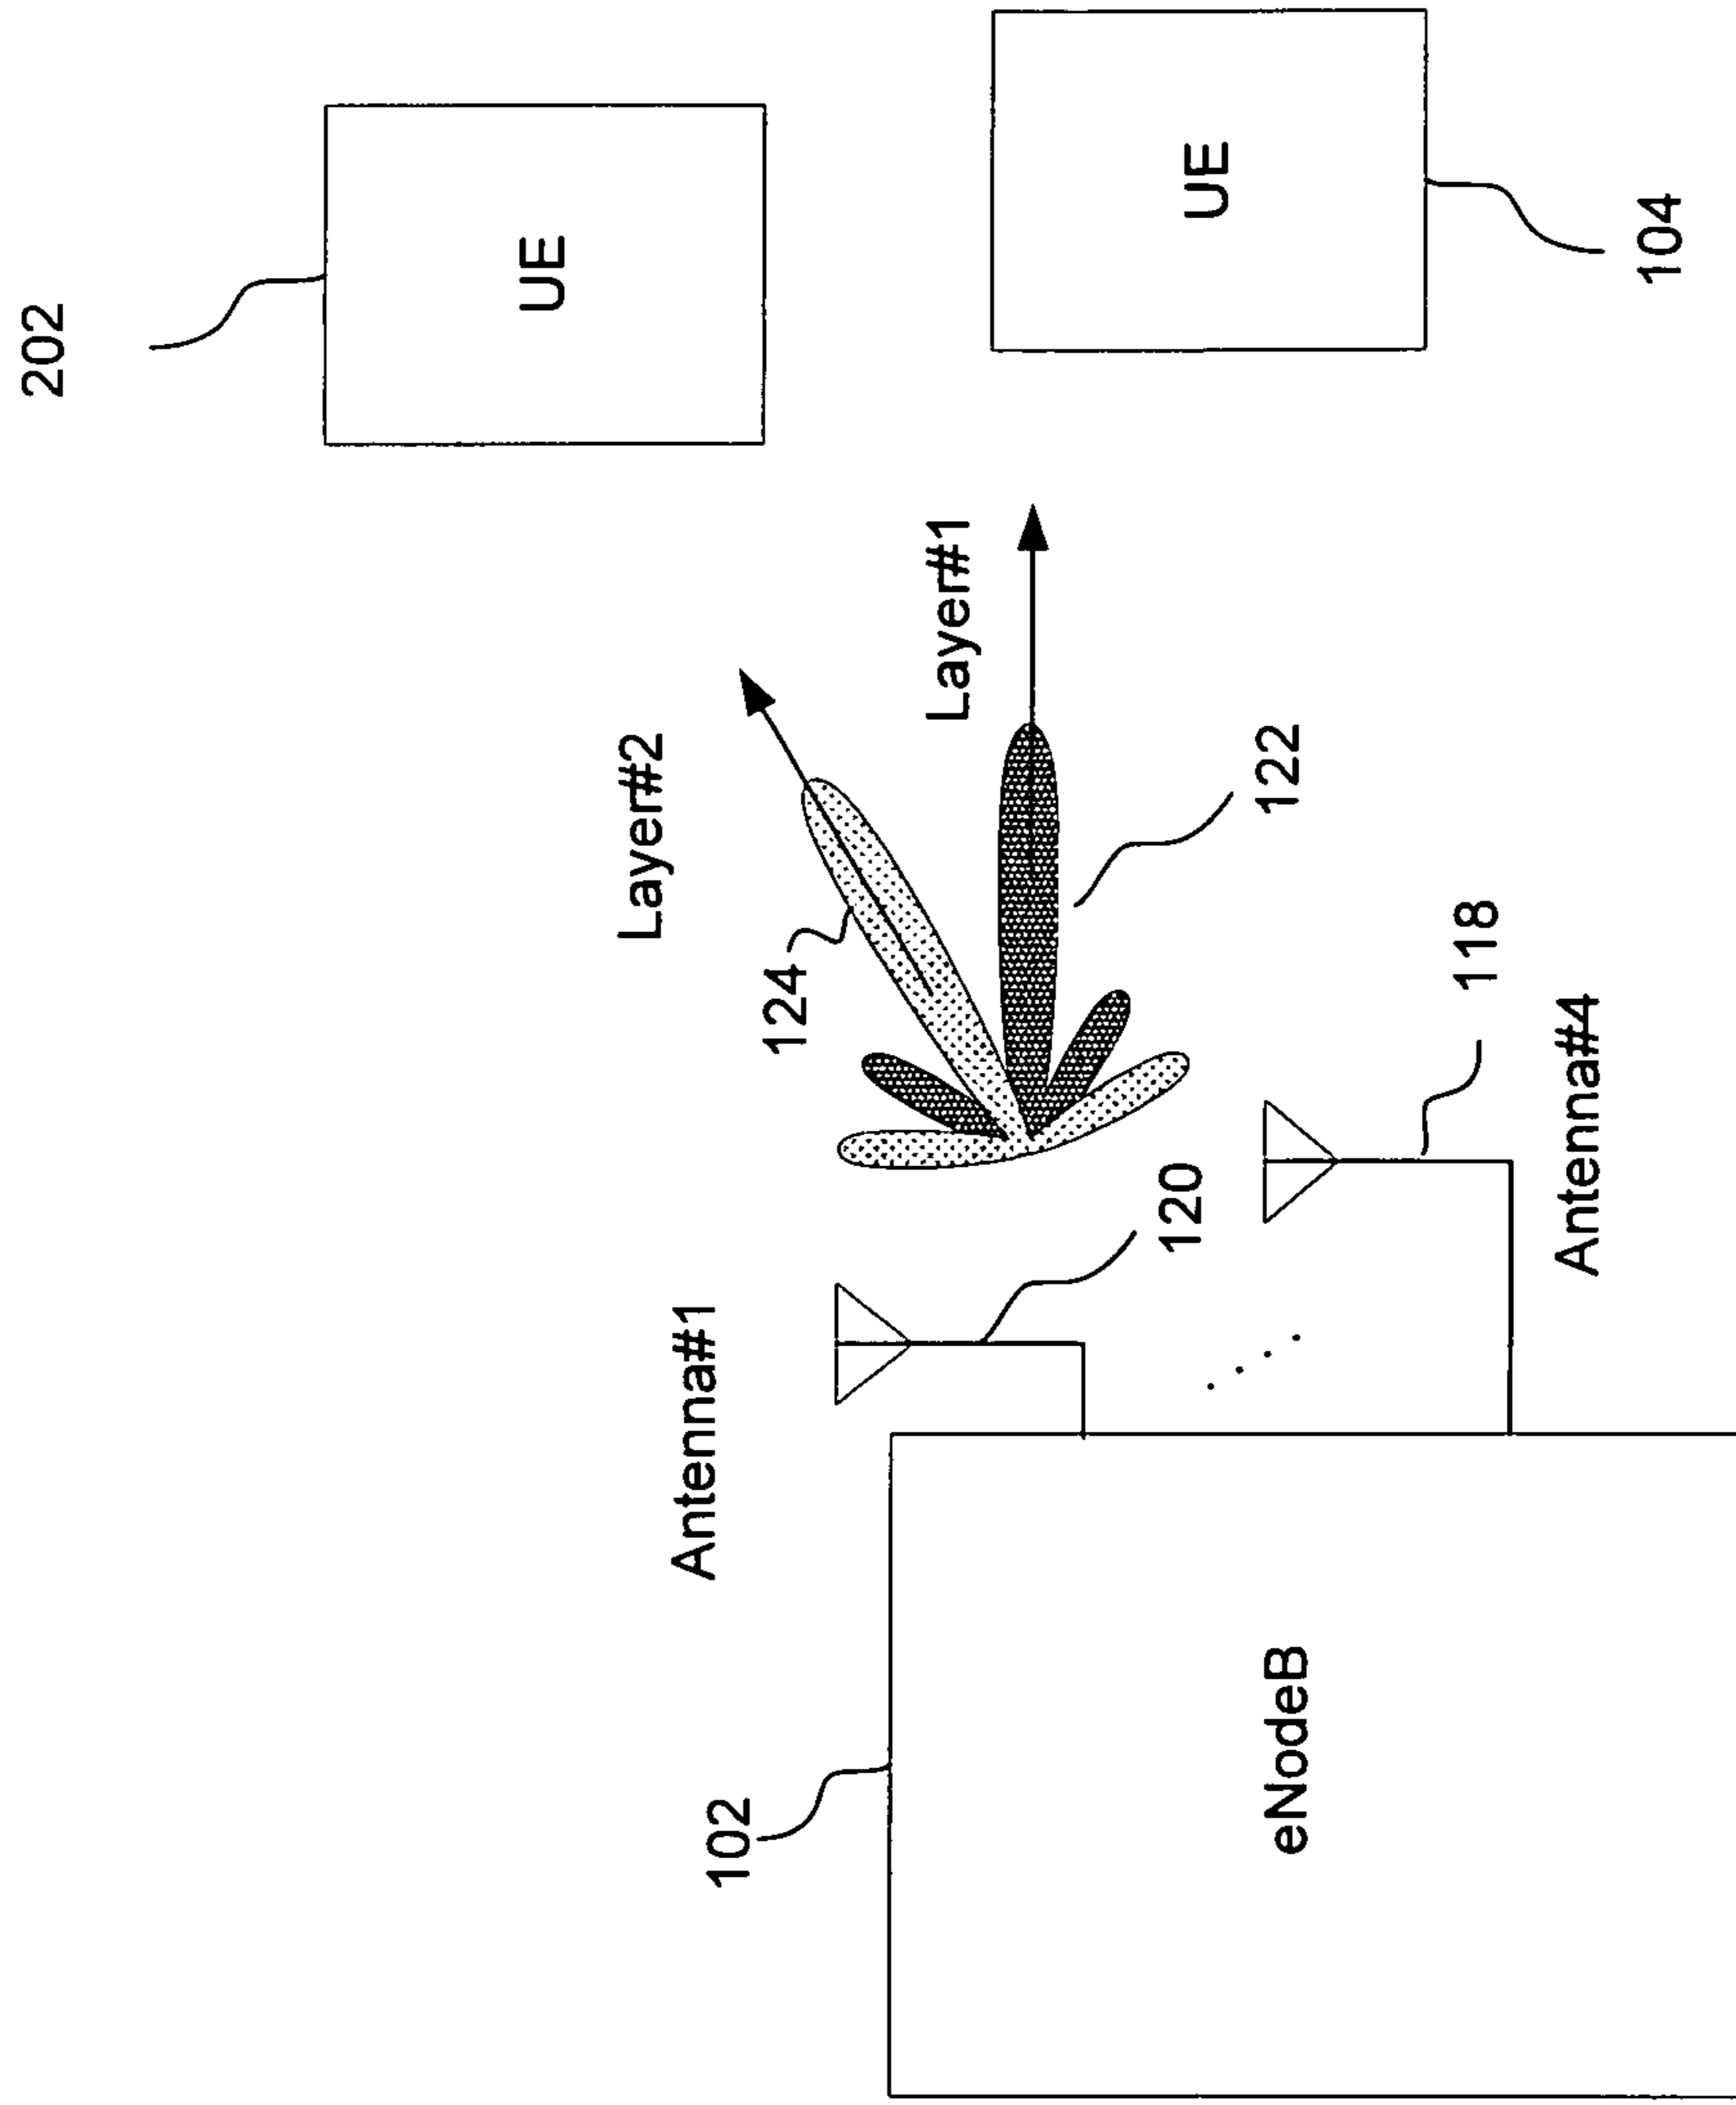 202
UE
UE
104
Layer#2
Layer#1
124
122
Antenna#1
120
118
Antenna#4
102
eNodeB